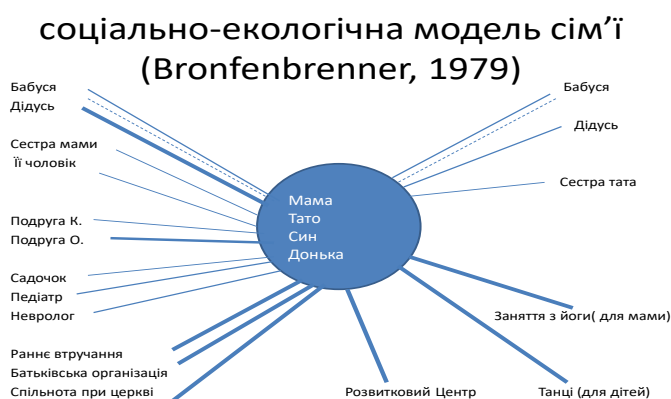 соціально-екологічна модель сім’ї
(Bronfenbrenner, 1979)
Бабуся
Дідусь
Сестра мами
Її чоловік
Подруга К.
Подруга О.
Садочок
Педіатр
Невролог
Раннє втручання
Батьківська організація
Спільнота при церкві
Мама
Тато
Син
Донька
Бабуся
Дідусь
Сестра тата
Заняття з йоги( для мами)
Розвитковий Центр
Танці (для дітей)